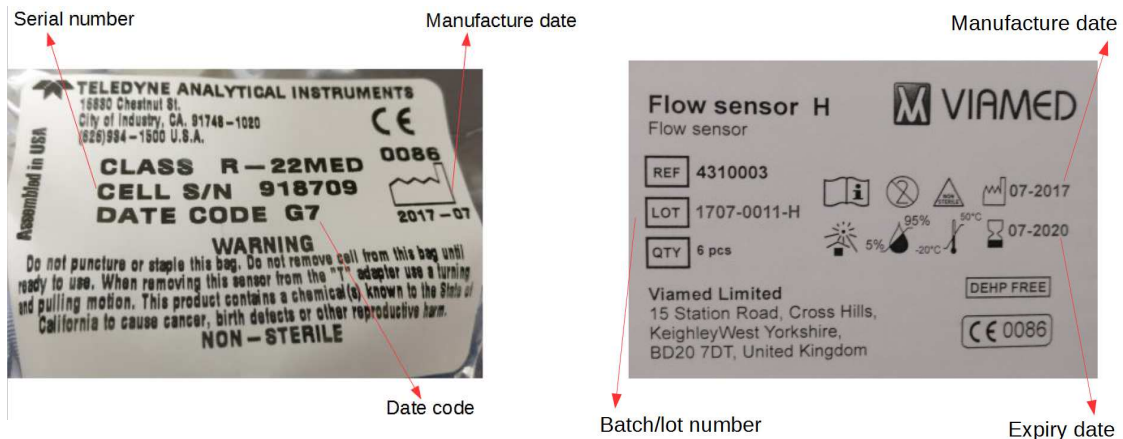 Serial number
Manufacture date
TELEDYNE ANALYTICAL INSTRUMENTS
16830 Chestnut St.
City of Industry, CA. 91748-1020
(626)934-1500 U.S.A.
Assembled in USA
CE
0086
CLASS R-22MED
CELL S/N 918709
DATE CODE G7
2017-07
WARNING
Do not puncture or staple this bag. Do not remove cell from this bag until
ready to use. When removing this sensor from the "T" adapter use a turning
and pulling motion. This product contains a chemical(s) known to the State of
California to cause cancer, birth defects or other reproductive harm.
NON-STERILE
Date code
Manufacture date
Flow sensor H
VIAMED
Flow sensor
REF 4310003
LOT 1707-0011-H
QTY 6 pcs
NON STERILE
07-2017
5% 95% -20°C 50°C
07-2020
Viamed Limited
15 Station Road, Cross Hills,
KeighleyWest Yorkshire,
BD20 7DT, United Kingdom
DEHP FREE
CE 0086
Batch/lot number
Expiry date